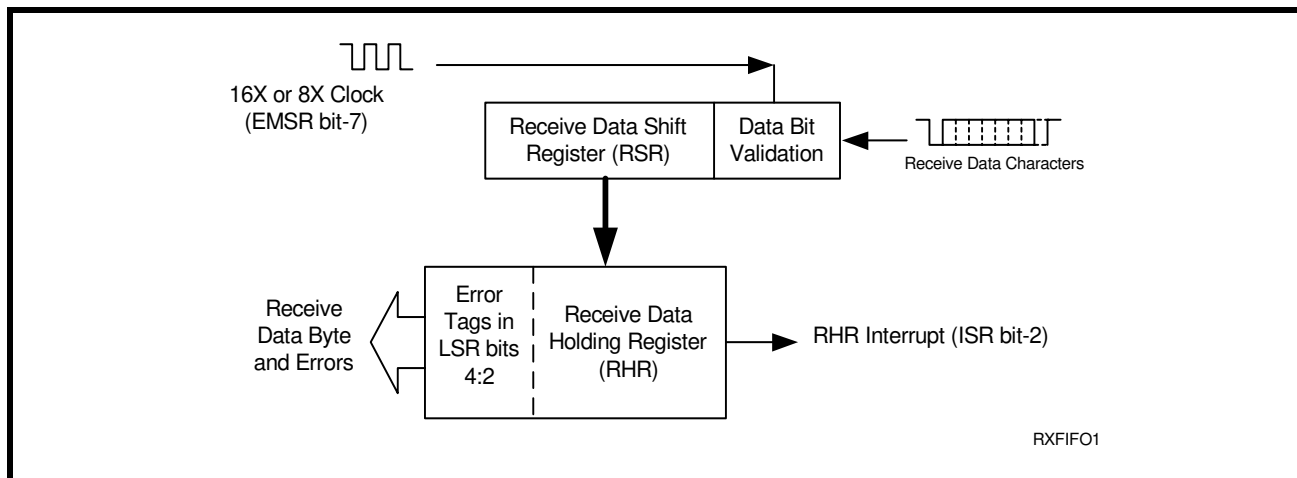 16X or 8X Clock
(EMSR bit-7)
Receive Data Shift
Register (RSR)
Data Bit
Validation
Receive Data Characters
Receive
Data Byte
and Errors
Error
Tags in
LSR bits
4:2
Receive Data
Holding Register
(RHR)
RHR Interrupt (ISR bit-2)
RXFIFO1